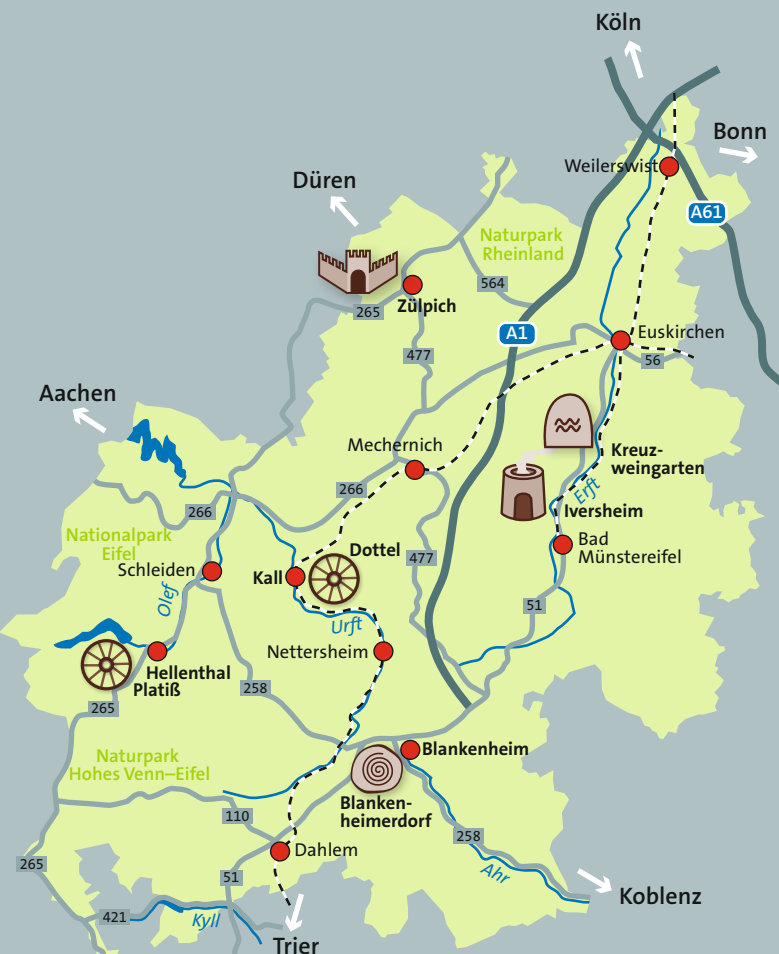 Köln
Bonn
Weilerswist
Düren
A61
Naturpark
Rheinland
564
265
Zülpich
A1
Euskirchen
56
477
Aachen
Mechernich
Kreuz-
weingarten
266
Erft
266
Iversheim
Nationalpark
Eifel
Bad
Münstereifel
Dottel
477
Schleiden
Kall
Olef
51
Urft
Nettersheim
Hellenthal
Platiß
258
265
Blankenheim
Naturpark
Hohes Venn–Eifel
Blanken-
heimerdorf
110
258
Dahlem
265
51
Ahr
Koblenz
421
Kyll
Trier